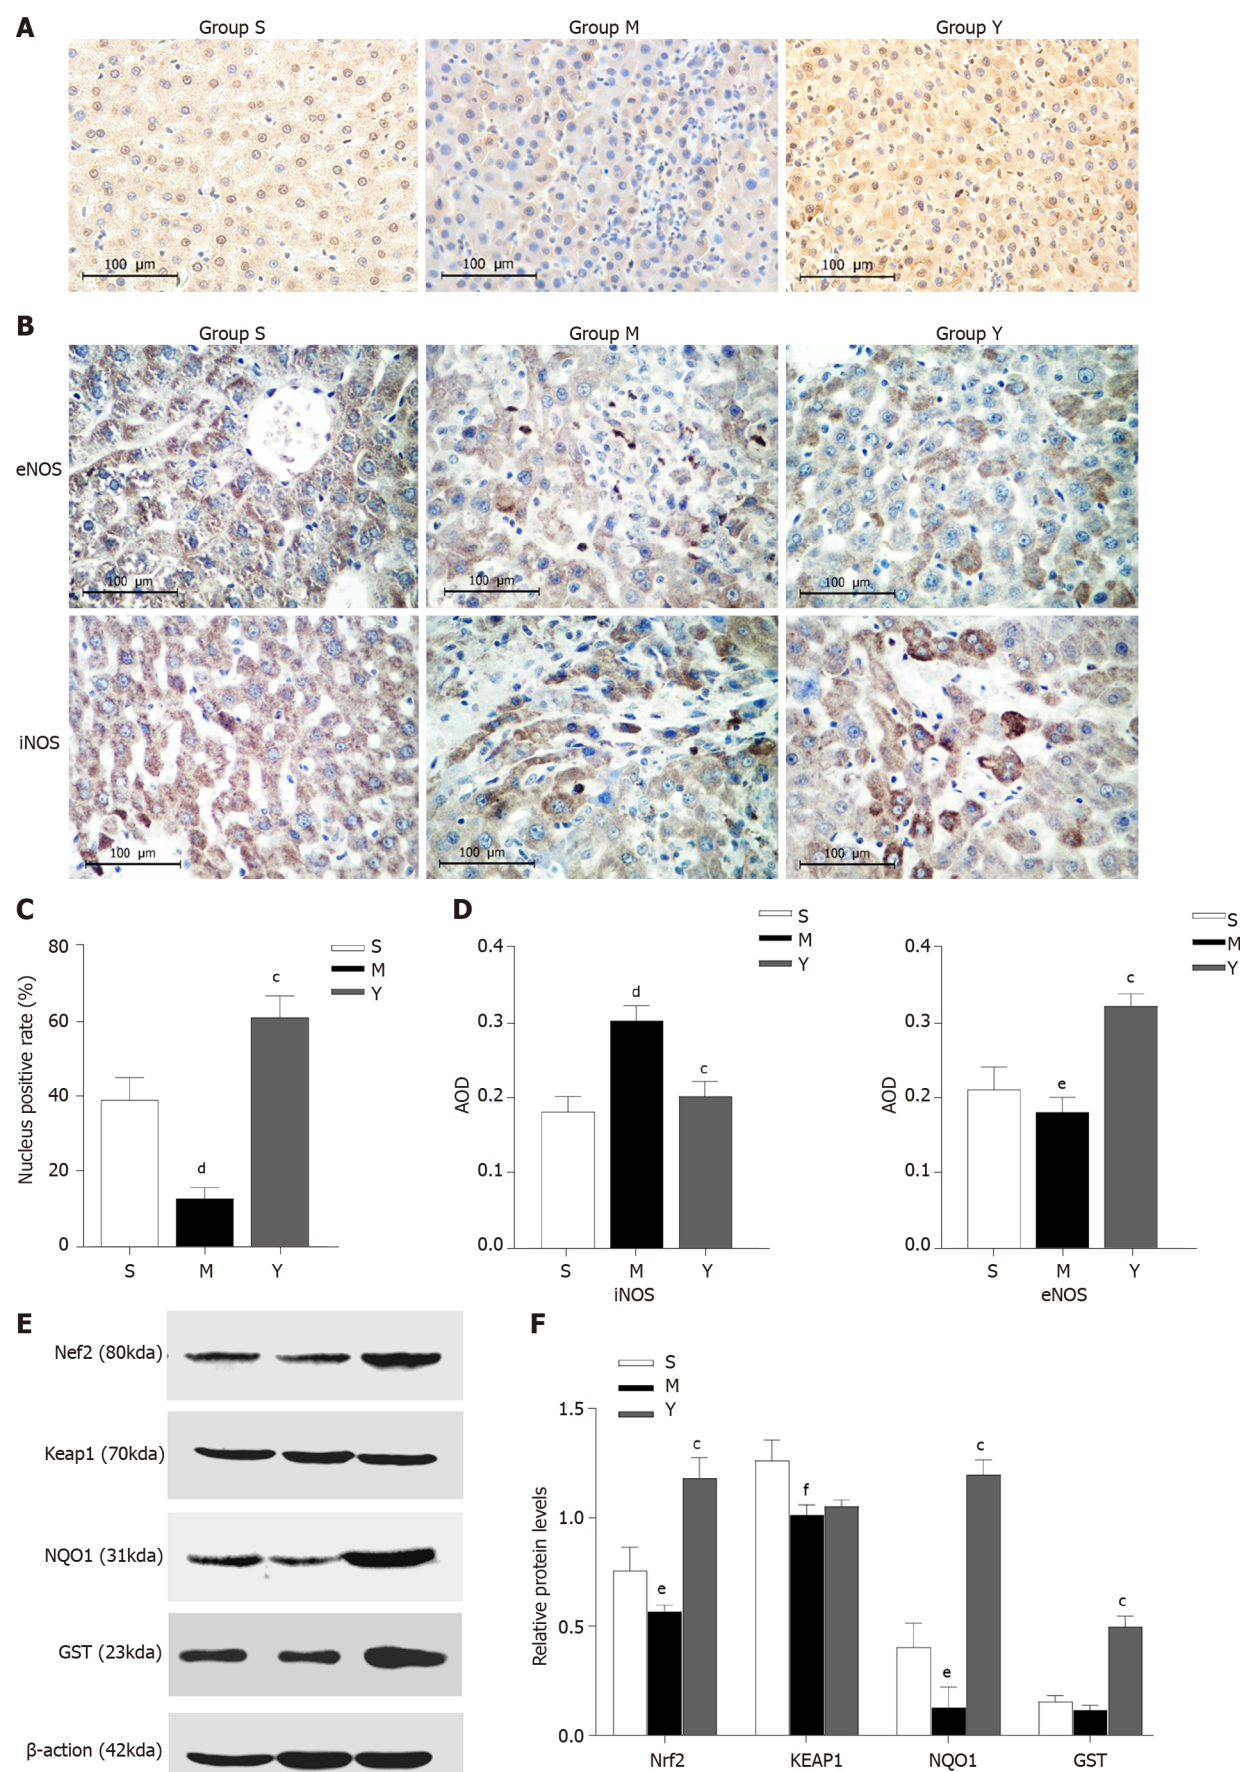 A
Group S
Group M
Group Y
100 μm
100 μm
100 μm
B
Group S
Group M
Group Y
eNOS
100 μm
100 μm
100 μm
iNOS
100 μm
100 μm
100 μm
C
Nucleus positive rate (%)
80
60
40
20
0
d
c
S
M
Y
S
M
Y
D
AOD
0.4
0.3
0.2
0.1
0.0
d
c
S
M
Y
S
M
Y
iNOS
AOD
0.4
0.3
0.2
0.1
0.0
e
c
S
M
Y
S
M
Y
eNOS
E
Nef2 (80kda)
Keap1 (70kda)
NQO1 (31kda)
GST (23kda)
β-action (42kda)
F
S
M
Y
Relative protein levels
1.5
1.0
0.5
0.0
e
c
f
e
c
c
Nrf2
KEAP1
NQO1
GST